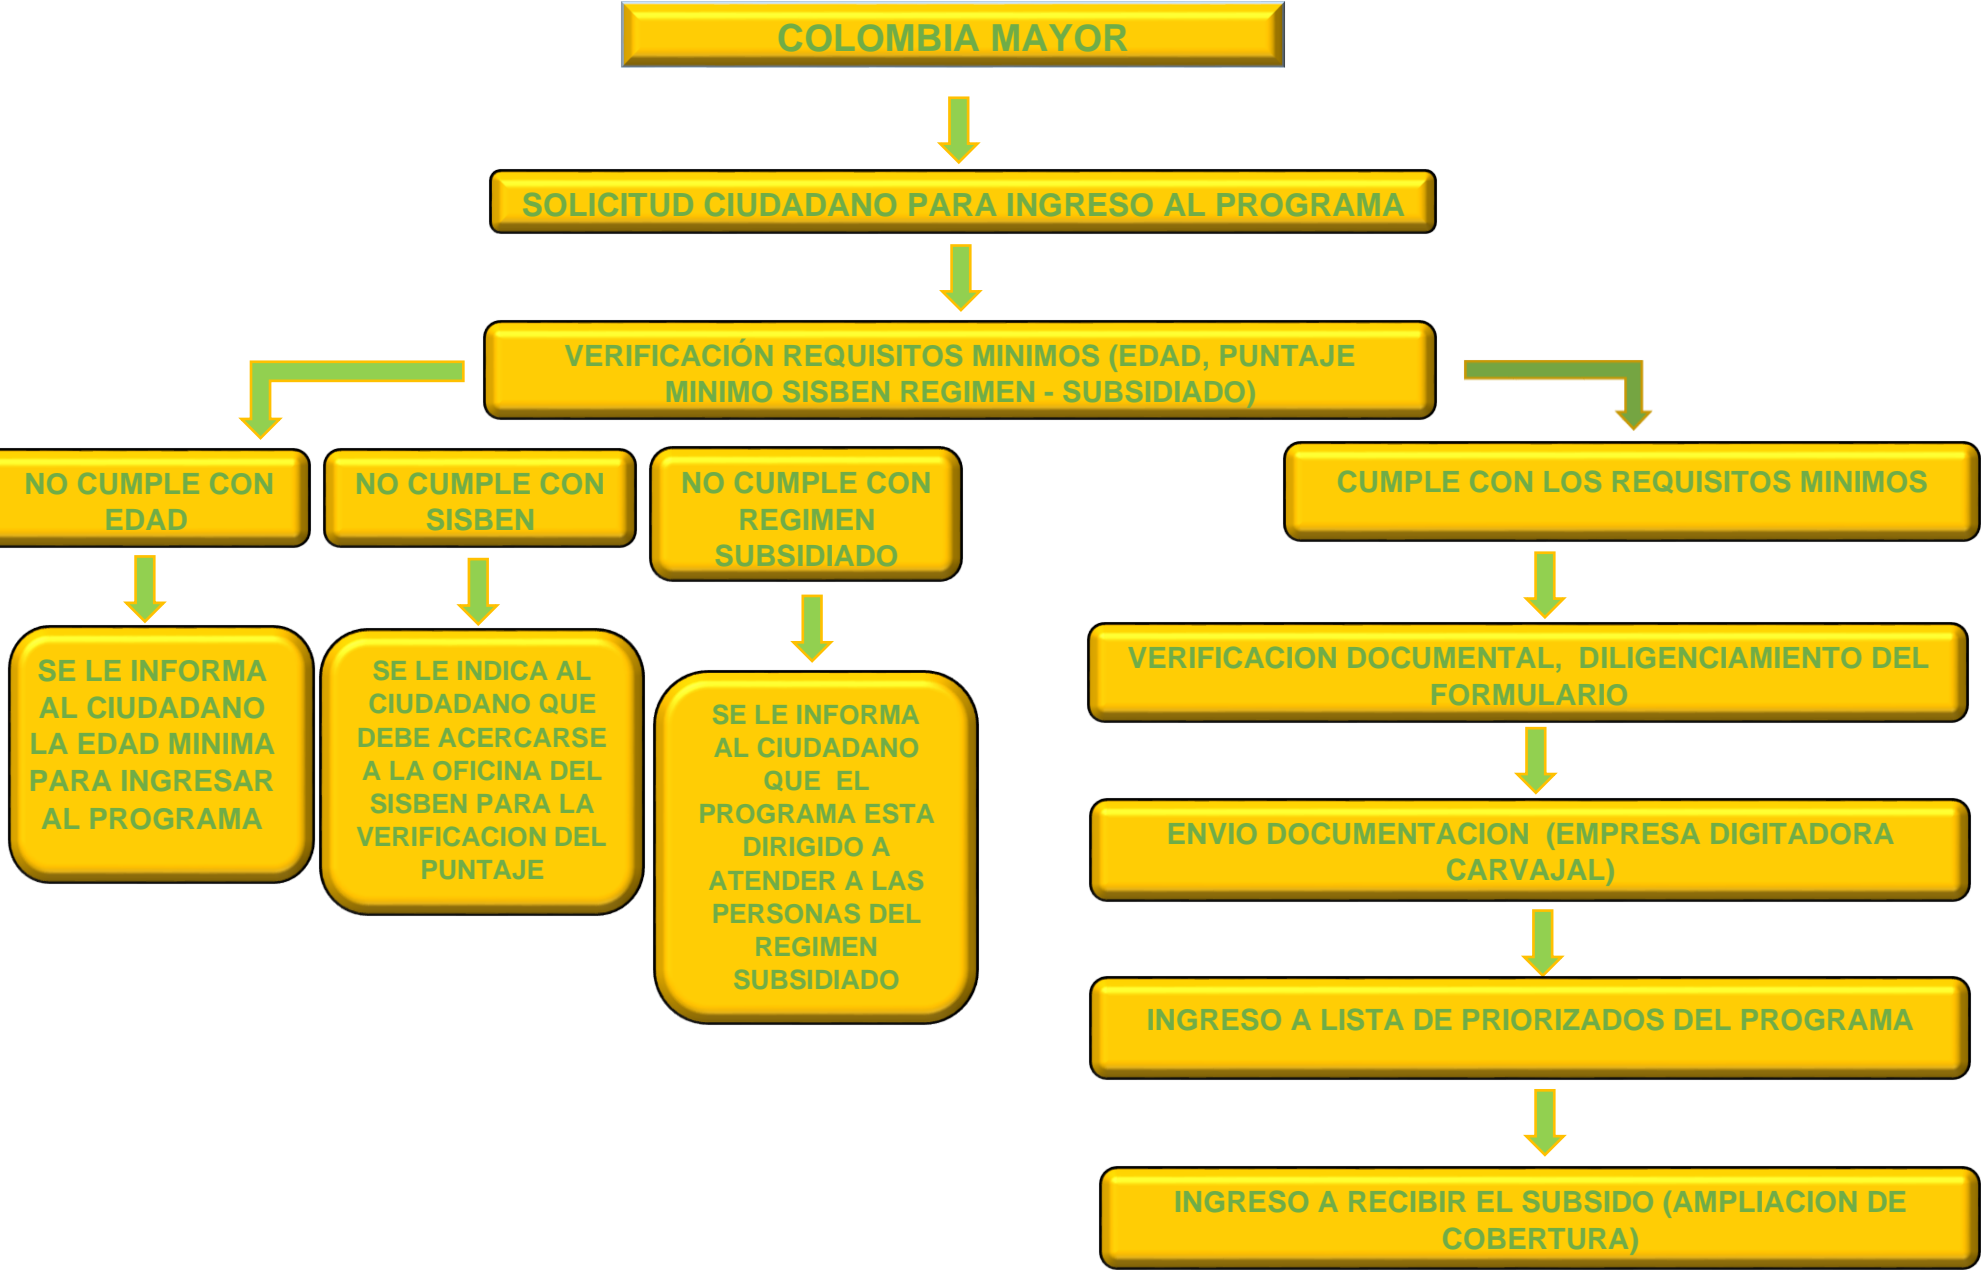 COLOMBIA MAYOR
SOLICITUD CIUDADANO PARA INGRESO AL PROGRAMA
VERIFICACIÓN REQUISITOS MINIMOS (EDAD, PUNTAJE
MINIMO SISBEN REGIMEN - SUBSIDIADO)
NO CUMPLE CON
EDAD
NO CUMPLE CON
SISBEN
NO CUMPLE CON
REGIMEN
SUBSIDIADO
CUMPLE CON LOS REQUISITOS MINIMOS
SE LE INFORMA
AL CIUDADANO
LA EDAD MINIMA
PARA INGRESAR
AL PROGRAMA
SE LE INDICA AL
CIUDADANO QUE
DEBE ACERCARSE
A LA OFICINA DEL
SISBEN PARA LA
VERIFICACION DEL
PUNTAJE
SE LE INFORMA
AL CIUDADANO
QUE  EL
PROGRAMA ESTA
DIRIGIDO A
ATENDER A LAS
PERSONAS DEL
REGIMEN
SUBSIDIADO
VERIFICACION DOCUMENTAL,  DILIGENCIAMIENTO DEL
FORMULARIO
ENVIO DOCUMENTACION  (EMPRESA DIGITADORA
CARVAJAL)
INGRESO A LISTA DE PRIORIZADOS DEL PROGRAMA
INGRESO A RECIBIR EL SUBSIDO (AMPLIACION DE
COBERTURA)